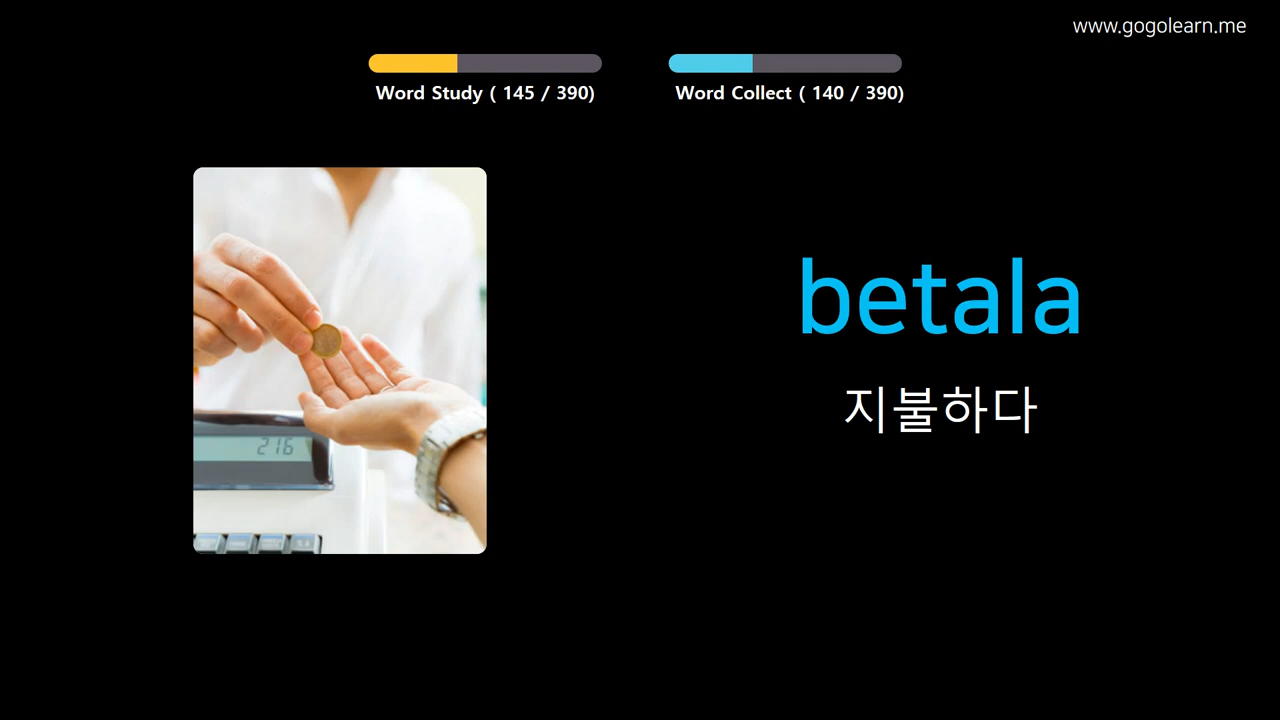 www.gogolearn.me
Word Study ( 145 / 390)
Word Collect ( 140 / 390)
betala
지불하다
216